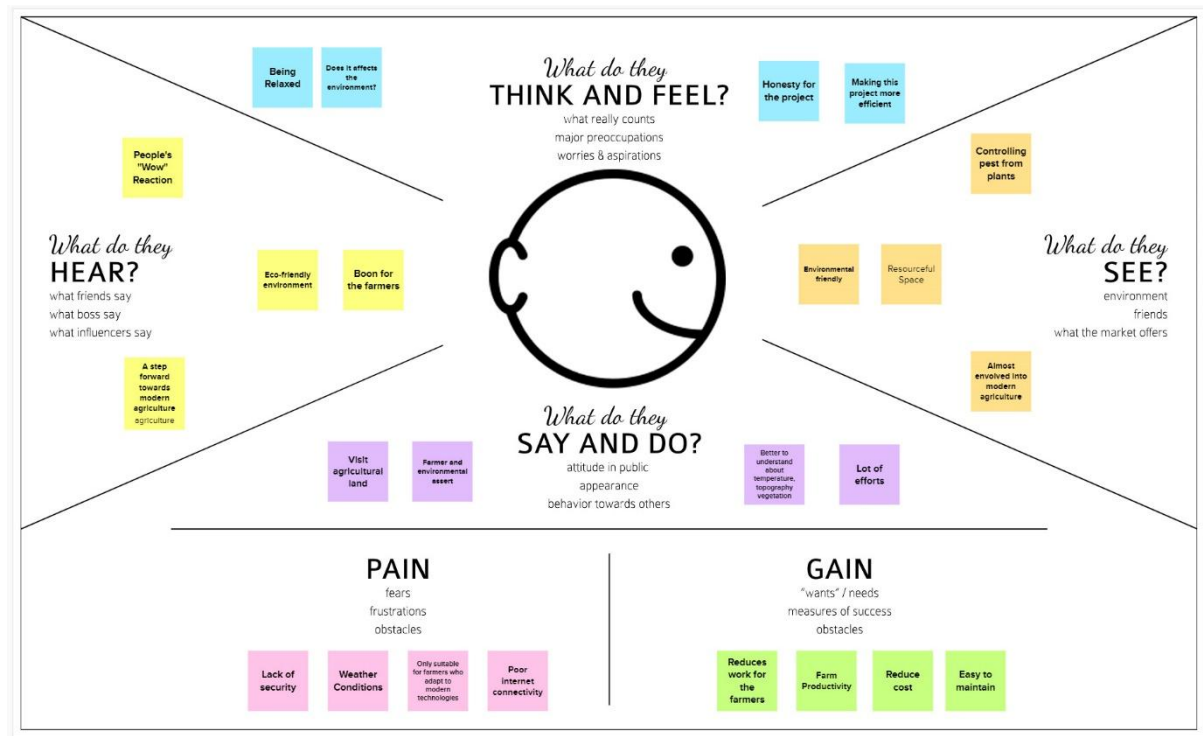 Being
Relaxed
Does it affects
the
environment?
What do they
THINK AND FEEL?
what really counts
major preoccupations
worries & aspirations
Honesty for
the project
Making this
project more
efficient
People's
"Wow"
Reaction
What do they
HEAR?
what friends say
what boss say
what influencers say
Eco-friendly
environment
Boon for
the farmers
A step
forward
towards
modern
agriculture
agriculture
Controlling
pest from
plants
Environmental
friendly
Resourceful
Space
What do they
SEE?
environment
friends
what the market offers
Almost
envolved into
modern
agriculture
What do they
SAY AND DO?
attitude in public
appearance
behavior towards others
Visit
agricultural
land
Farmer and
environmental
assert
Better to
understand
about
temperature,
topography
vegetation
Lot of
efforts
PAIN
fears
frustrations
obstacles
Lack of
security
Weather
Conditions
Only suitable
for farmers who
adapt to
modern
technologies
Poor
internet
connectivity
GAIN
"wants" / needs
measures of success
obstacles
Reduces
work for
the
farmers
Farm
Productivity
Reduce
cost
Easy to
maintain